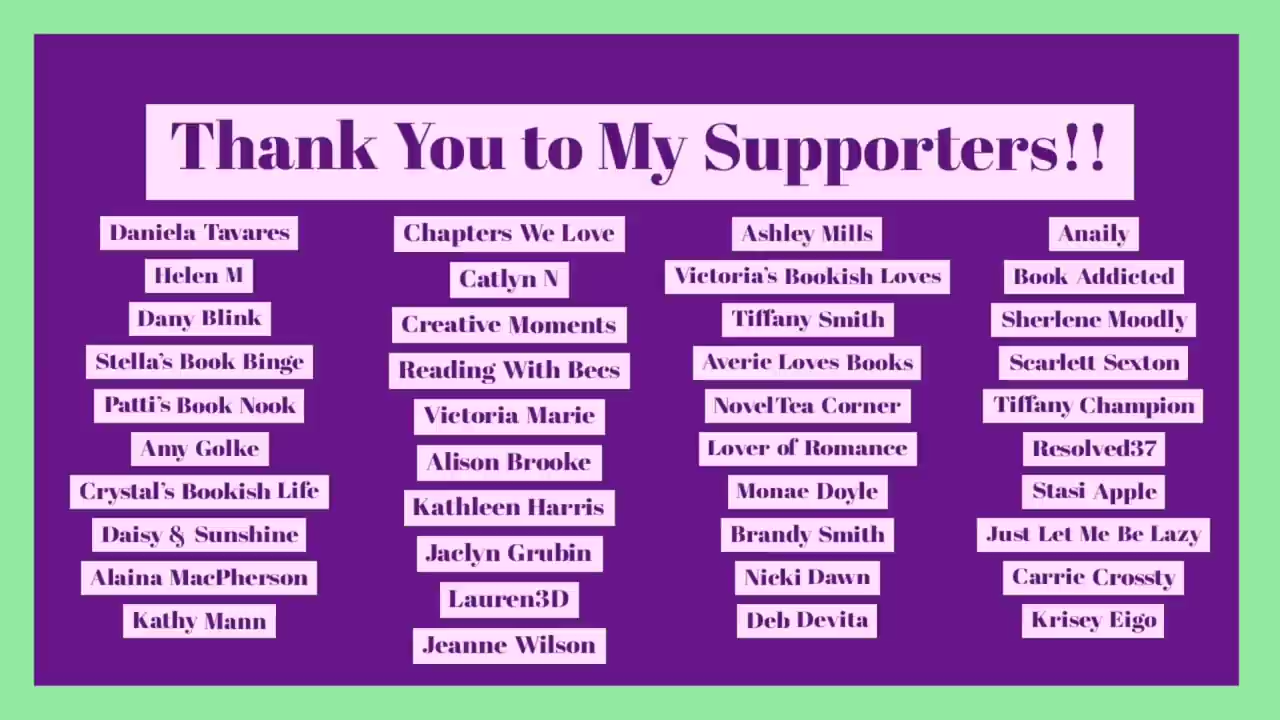 Thank You to My Supporters!!
Daniela Tavares
Helen M
Dany Blink
Stella's Book Binge
Patti's Book Nook
Amy Golke
Crystal's Bookish Life
Daisy & Sunshine
Alaina MacPherson
Kathy Mann
Chapters We Love
Catlyn N
Creative Moments
Reading With Becs
Victoria Marie
Alison Brooke
Kathleen Harris
Jaclyn Grubin
Lauren3D
Jeanne Wilson
Ashley Mills
Victoria's Bookish Loves
Tiffany Smith
Averie Loves Books
NovelTea Corner
Lover of Romance
Monae Doyle
Brandy Smith
Nicki Dawn
Deb Devita
Anaily
Book Addicted
Sherlene Moodly
Scarlett Sexton
Tiffany Champion
Resolved37
Stasi Apple
Just Let Me Be Lazy
Carrie Crossty
Krisey Eigo